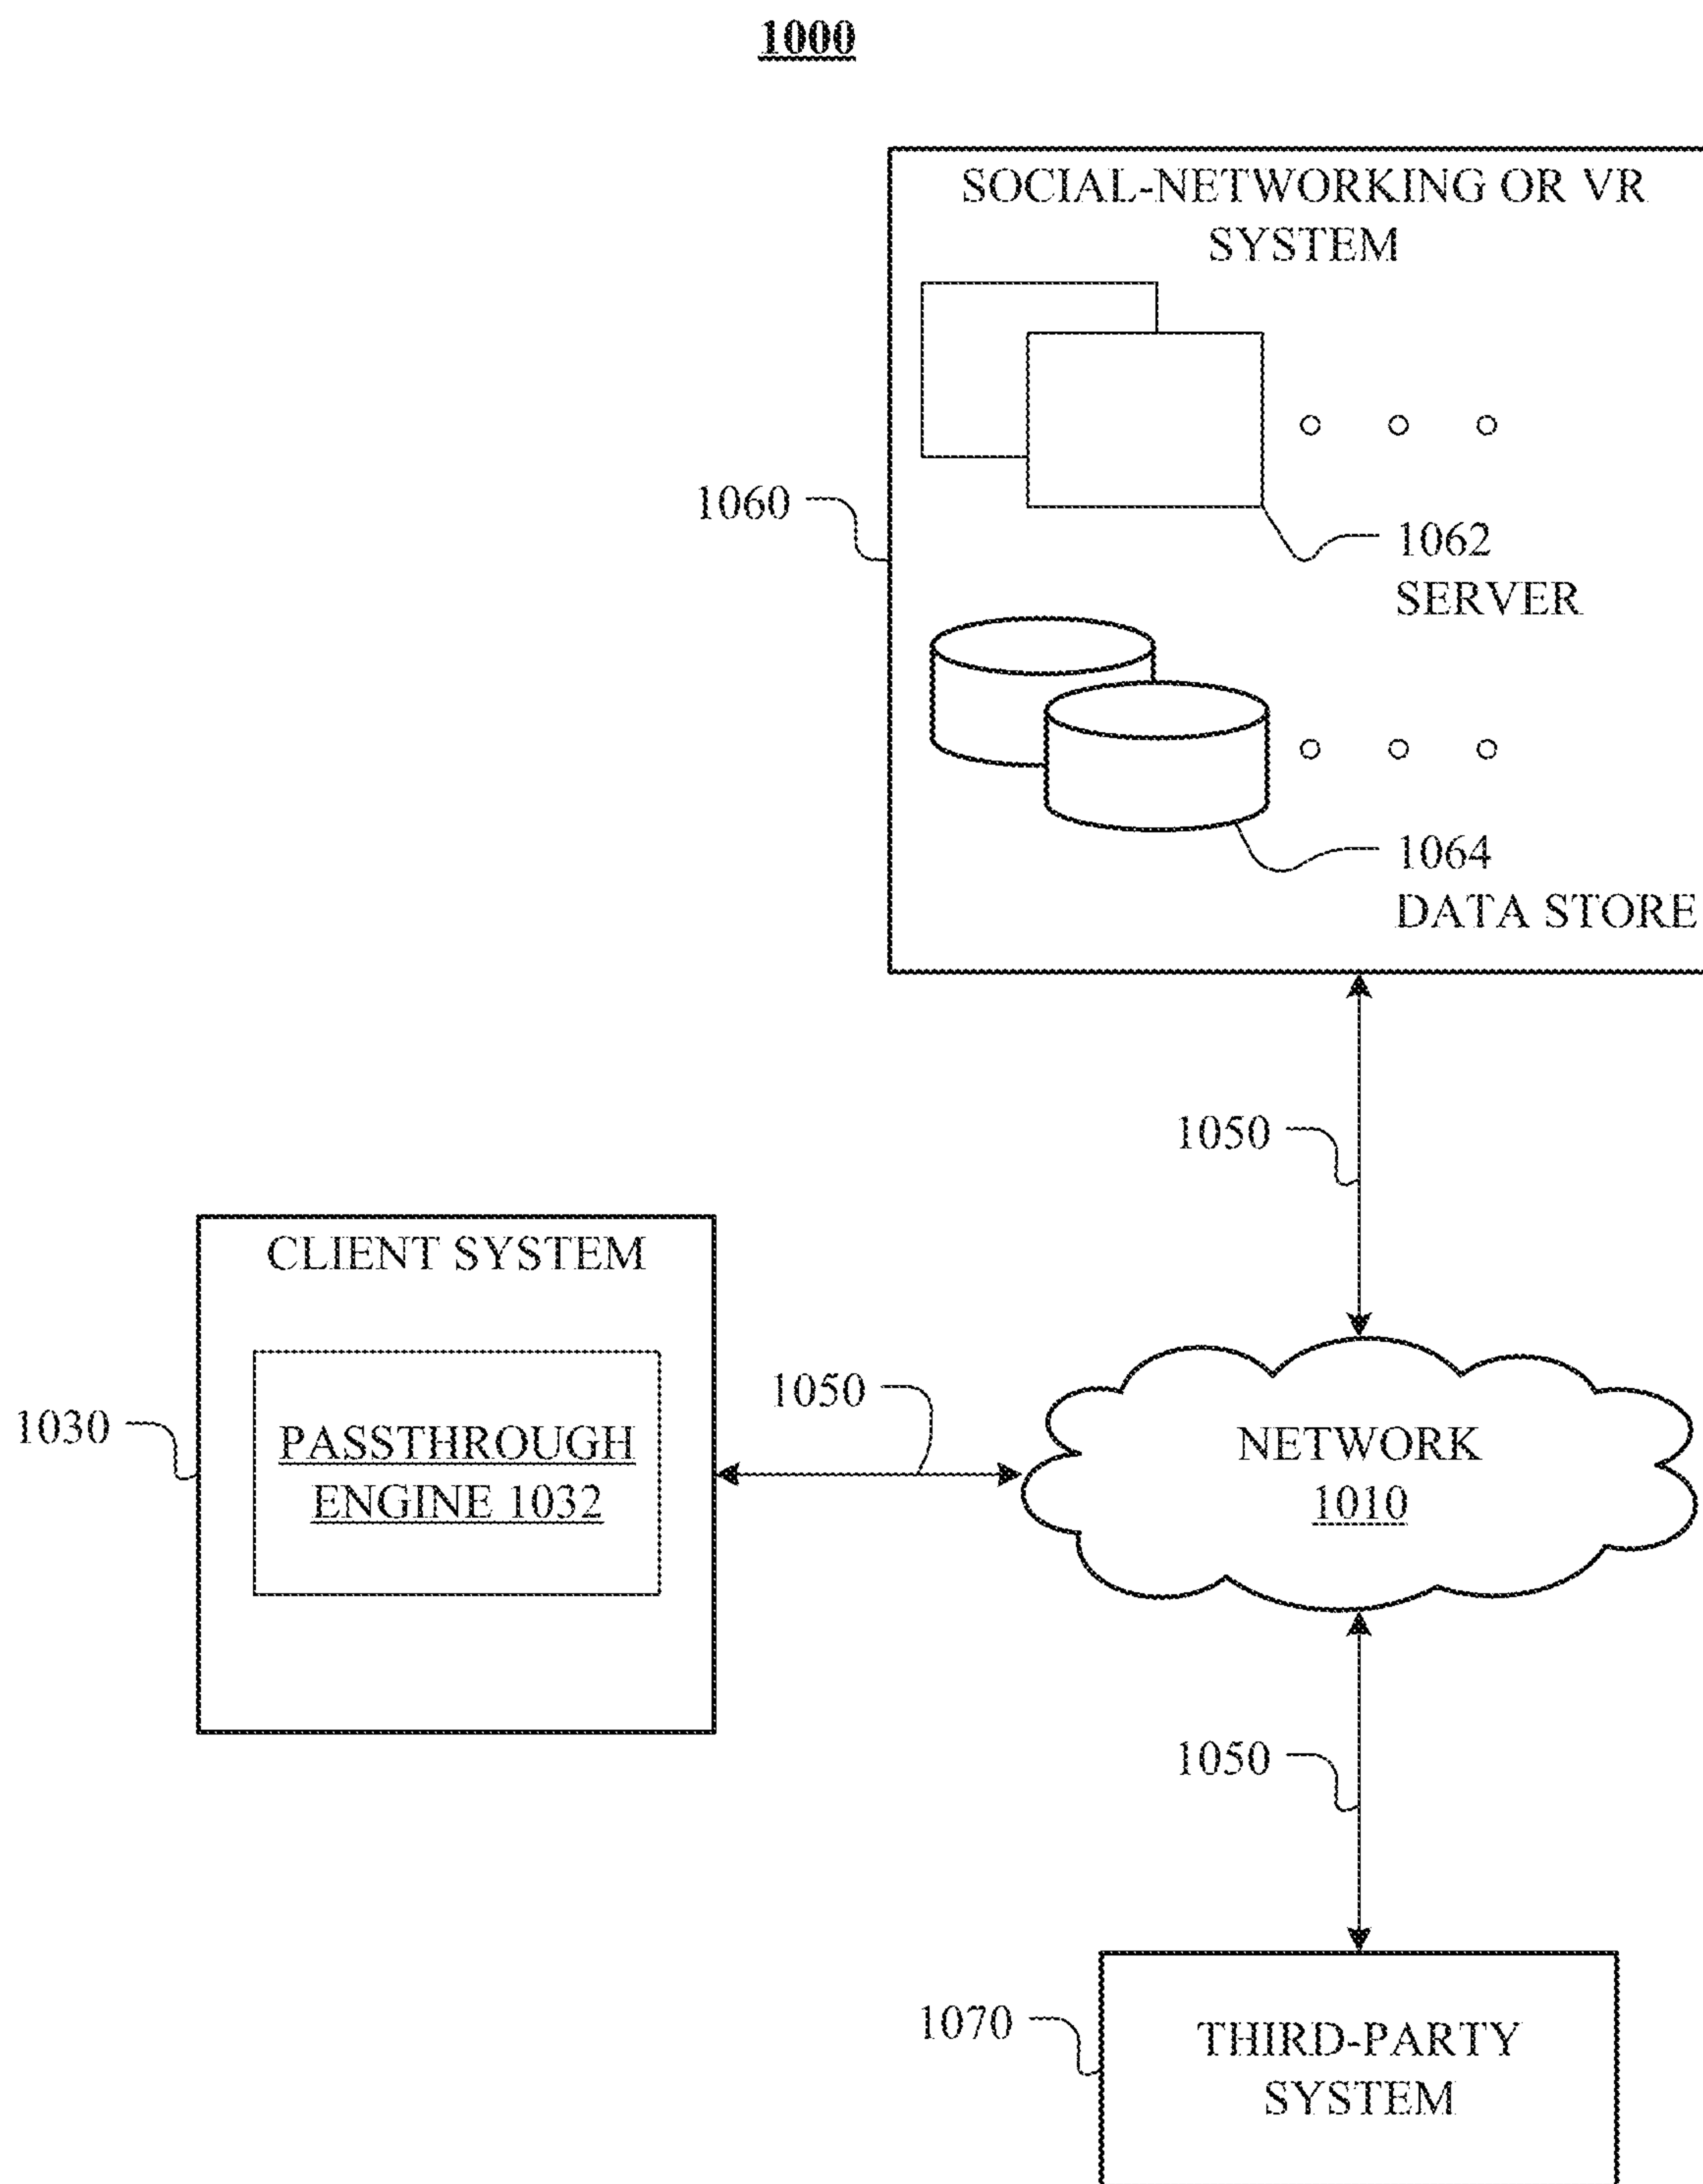 1000
SOCIAL-NETWORKING OR VR
SYSTEM
1060
1062
SERVER
1064
DATA STORE
1050
CLIENT SYSTEM
1030
PASSTHROUGH
ENGINE 1032
1050
NETWORK
1010
1050
1070
THIRD-PARTY
SYSTEM